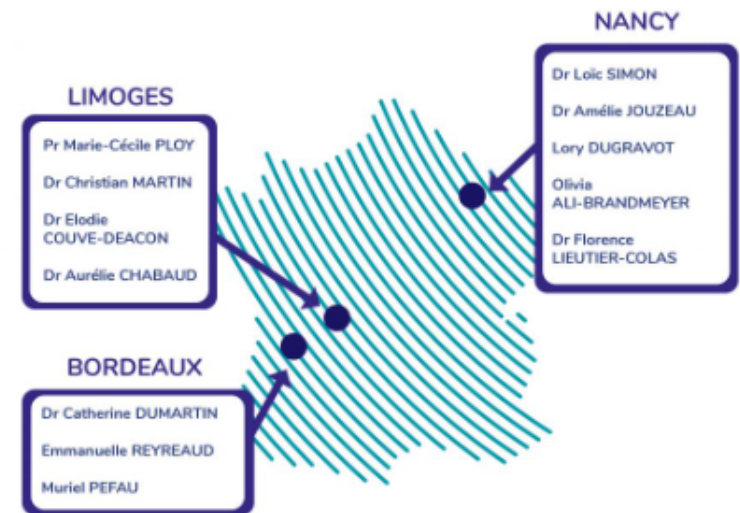 NANCY
Dr Loïc SIMON
Dr Amélie JOUZEAU
Lory DUGRAVOT
Olivia
ALI-BRANDMEYER
Dr Florence
LIEUTIER-COLAS
LIMOGES
Pr Marie-Cécile PLOY
Dr Christian MARTIN
Dr Elodie
COUVE-DEACON
Dr Aurélie CHABAUD
BORDEAUX
Dr Catherine DUMARTIN
Emmanuelle REYREAUD
Muriel PEFAU